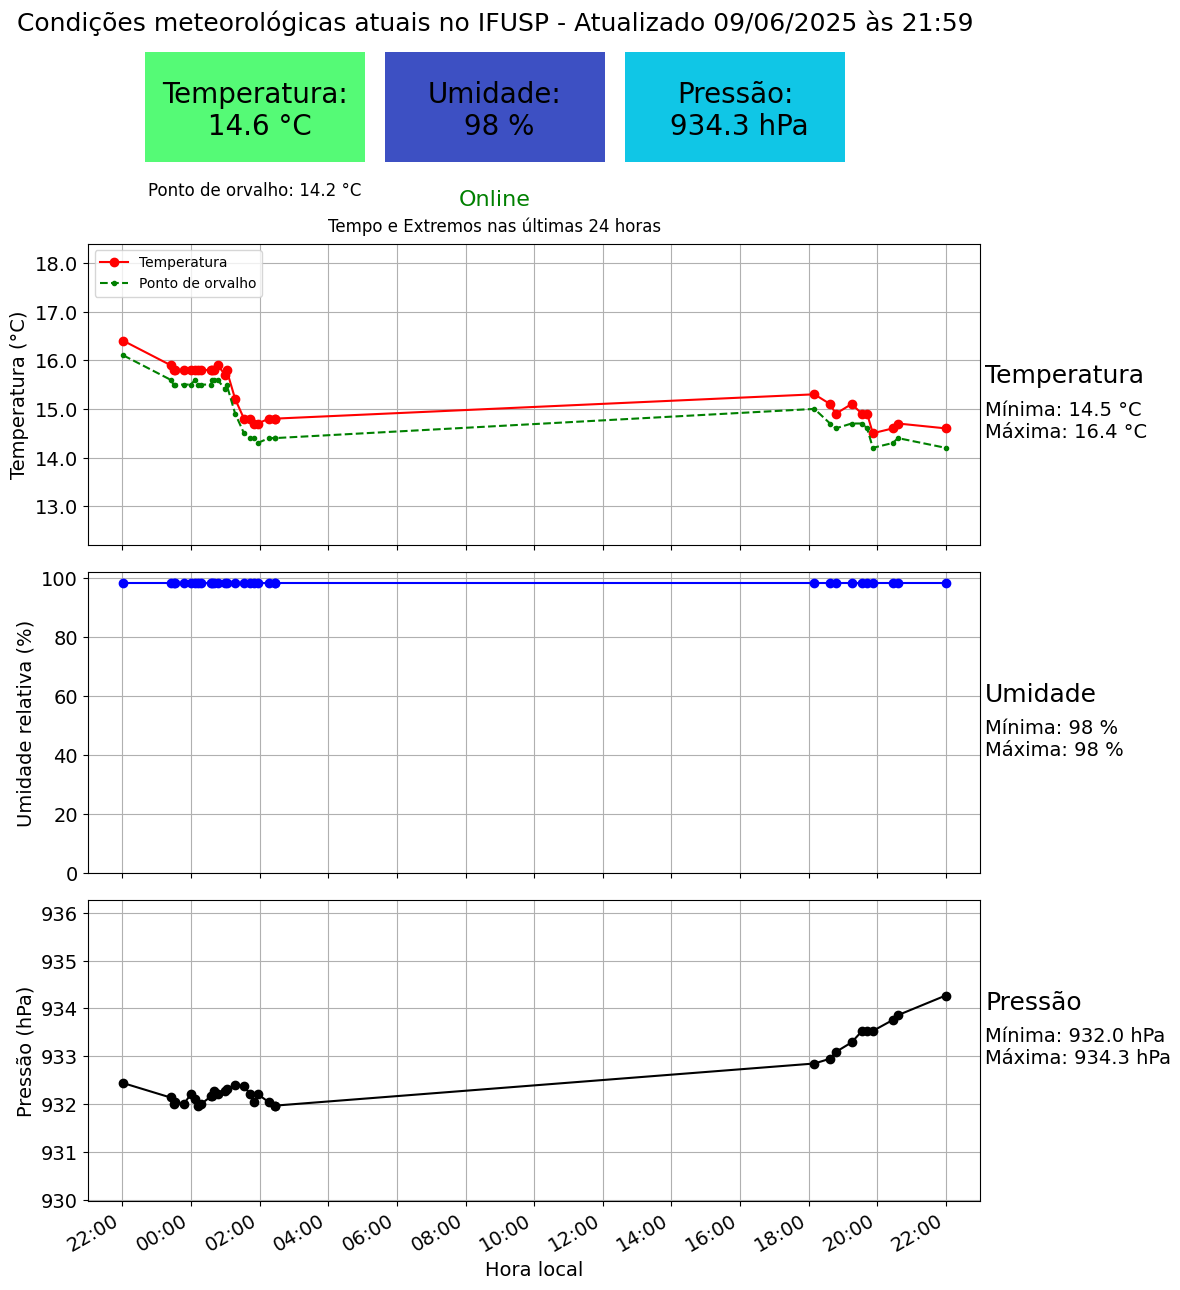 Condições meteorológicas atuais no IFUSP - Atualizado 09/06/2025 às 21:59
Temperatura:
14.6 °C
Umidade:
98 %
Pressão:
934.3 hPa
Ponto de orvalho: 14.2 °C
Online
Tempo e Extremos nas últimas 24 horas
Temperatura (°C)
18.0
17.0
16.0
15.0
14.0
13.0
Temperatura
Ponto de orvalho
Temperatura
Mínima: 14.5 °C
Máxima: 16.4 °C
Umidade relativa (%)
100
80
60
40
20
0
Umidade
Mínima: 98 %
Máxima: 98 %
Pressão (hPa)
936
935
934
933
932
931
930
Pressão
Mínima: 932.0 hPa
Máxima: 934.3 hPa
22:00 00:00 02:00 04:00 06:00 08:00 10:00 12:00 14:00 16:00 18:00 20:00 22:00
Hora local